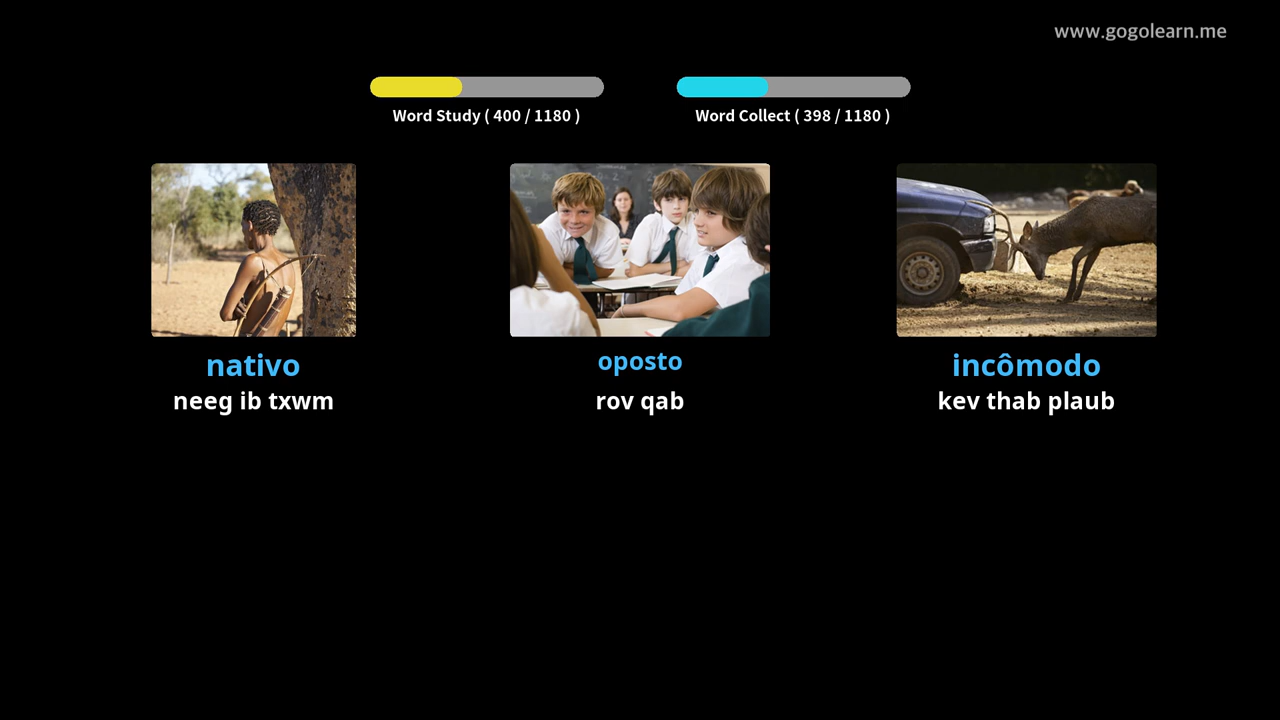 www.gogolearn.me
Word Study ( 400 / 1180 )
Word Collect ( 398 / 1180 )
nativo
neeg ib txwm
oposto
rov qab
incômodo
kev thab plaub